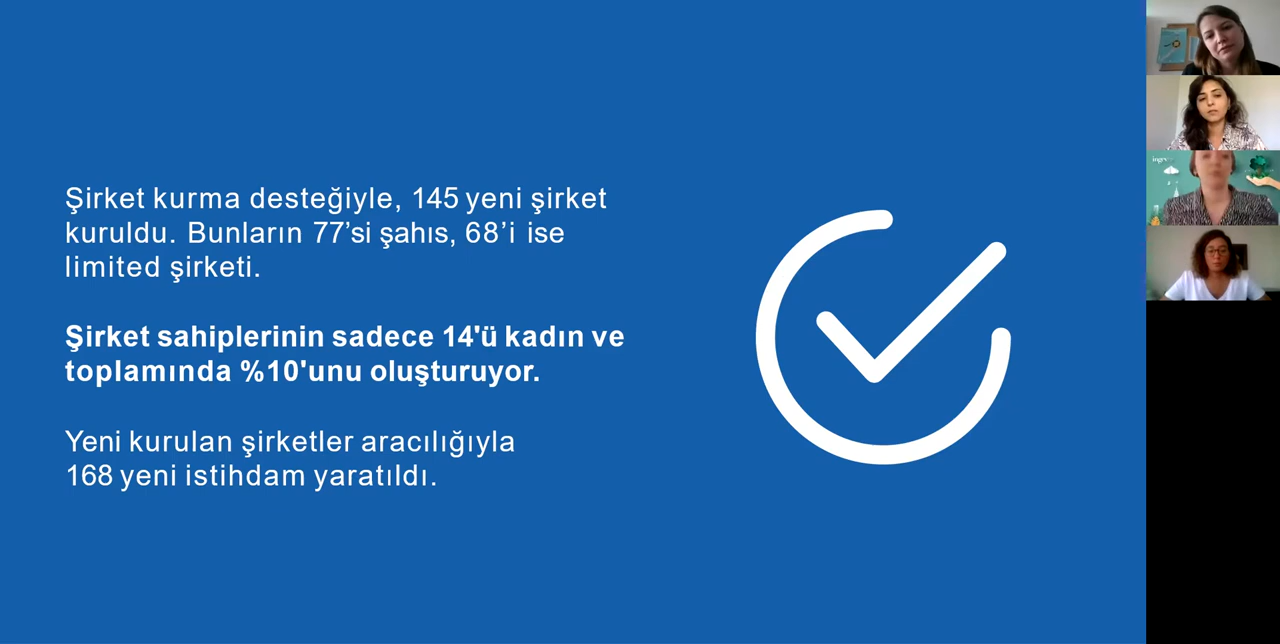 Şirket kurma desteğiyle, 145 yeni şirket
kuruldu. Bunların 77’si şahıs, 68’i ise
limited şirketi.
Şirket sahiplerinin sadece 14'ü kadın ve
toplamında %10'unu oluşturuyor.
Yeni kurulan şirketler aracılığıyla
168 yeni istihdam yaratıldı.